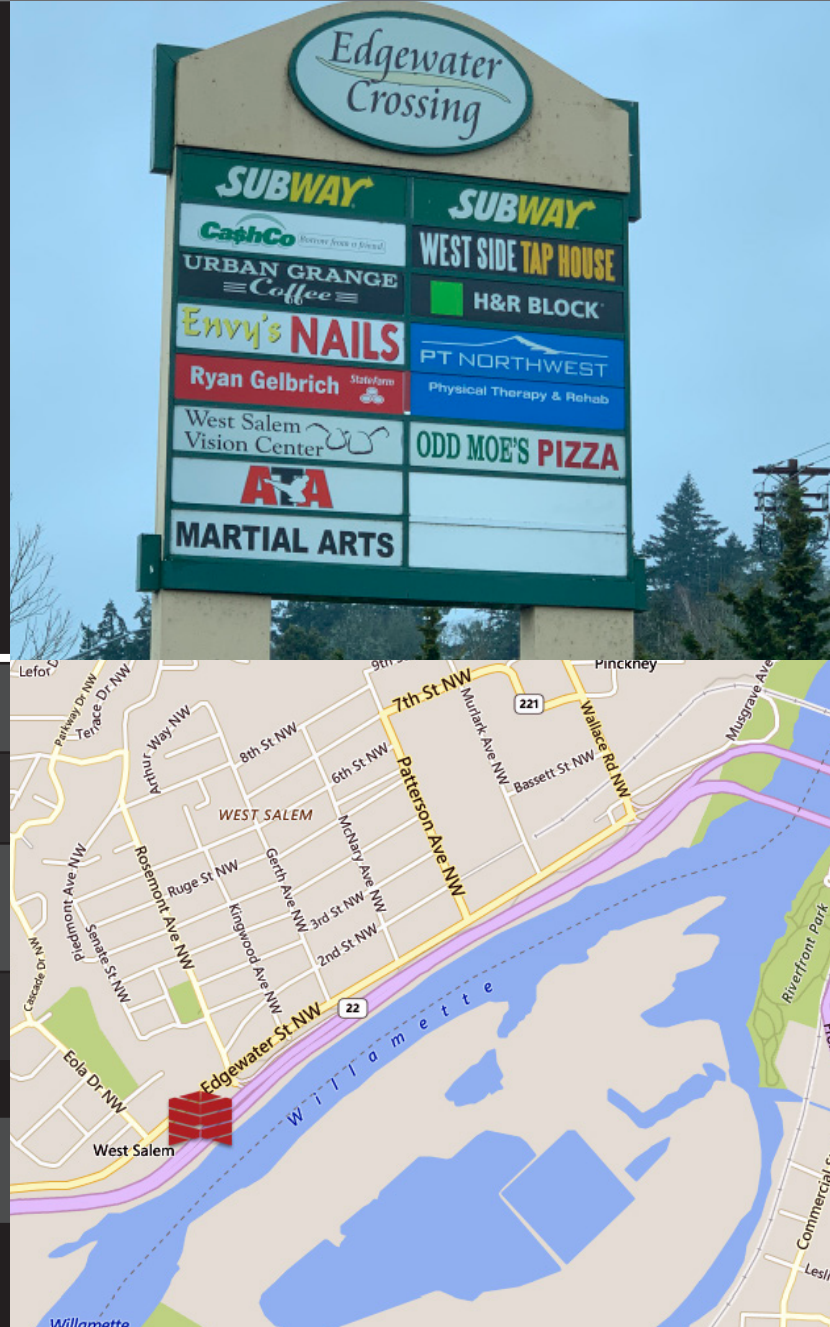 Edgewater
Crossing
SUBWAY
SUBWAY
CashCo
Borrow from a friend.
WEST SIDE TAP HOUSE
URBAN GRANGE
Coffee
H&R BLOCK
Envy's NAILS
PT NORTHWEST
Physical Therapy & Rehab
Ryan Gelbrich
StateFarm
West Salem
Vision Center
ODD MOE'S PIZZA
ATA
MARTIAL ARTS
9th
Pinckney
Parkway Dr NW
Terrace Dr NW
Arthur Way NW
8th St NW
7th St NW
6th St NW
221
Murlark Ave NW
Wallace Rd NW
Musgrave Ave
Bassett St NW
Patterson Ave NW
WEST SALEM
McNary Ave NW
Gerth Ave NW
Rosemont Ave NW
Ruge St NW
Piedmont Ave NW
Senate St NW
Kingwood Ave NW
3rd St NW
2nd St NW
Cascade Dr NW
Riverfront Park
22
Edgewater St NW
Willamette
Eola Dr NW
West Salem
Commercial S
Lesli
Willamette